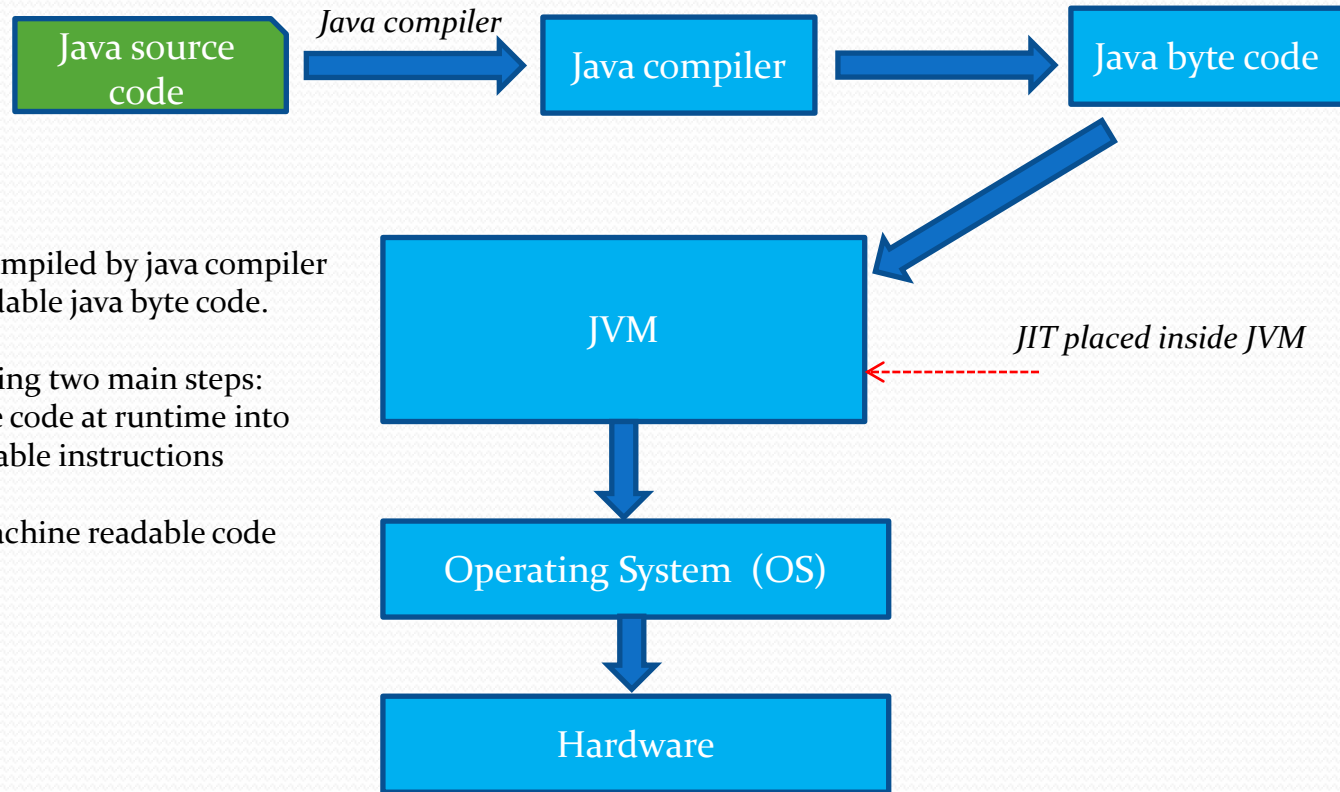 Java source
code
Java compiler
Java compiler
Java byte code
mpiled by java compiler
lable java byte code.
ing two main steps:
e code at runtime into
able instructions
achine readable code
JVM
JIT placed inside JVM
Operating System (OS)
Hardware